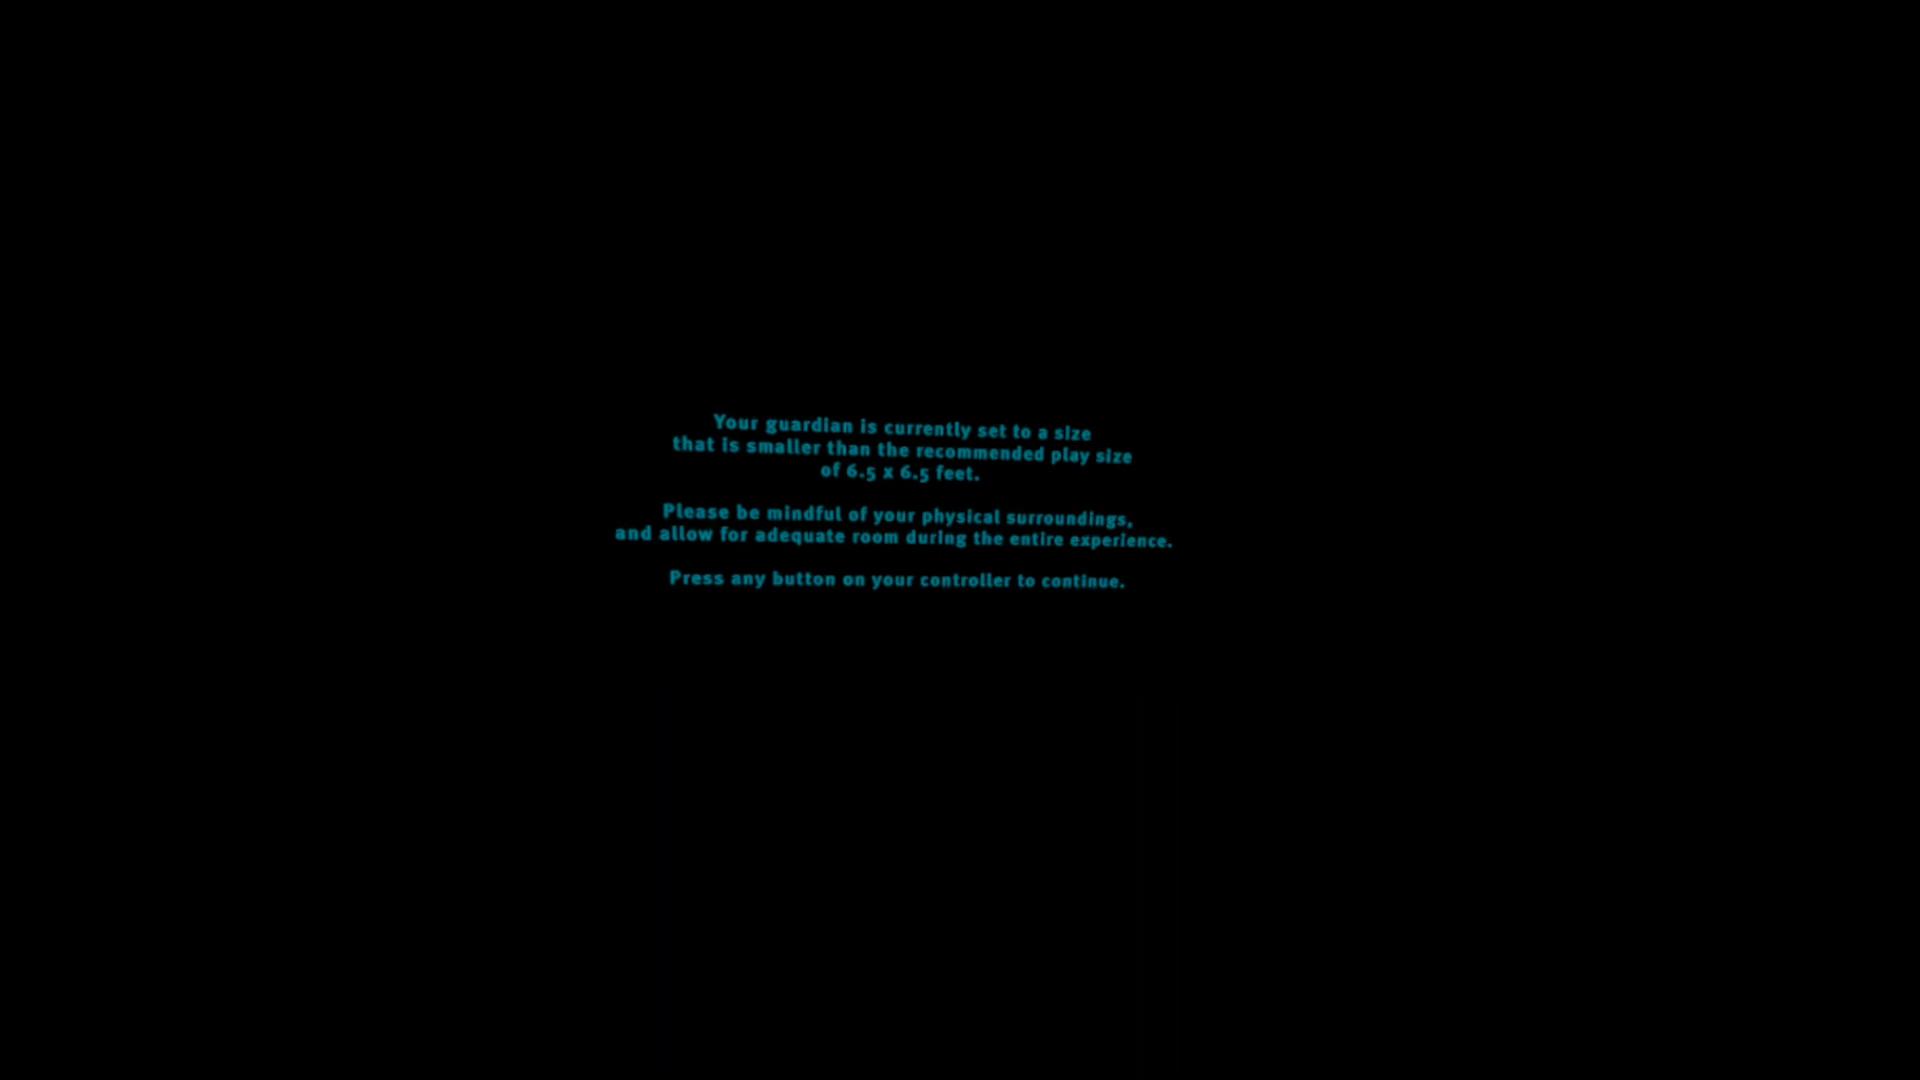 Your guardian is currently set to a size
that is smaller than the recommended play size
of 6.5 x 6.5 feet.
Please be mindful of your physical surroundings,
and allow for adequate room during the entire experience.
Press any button on your controller to continue.